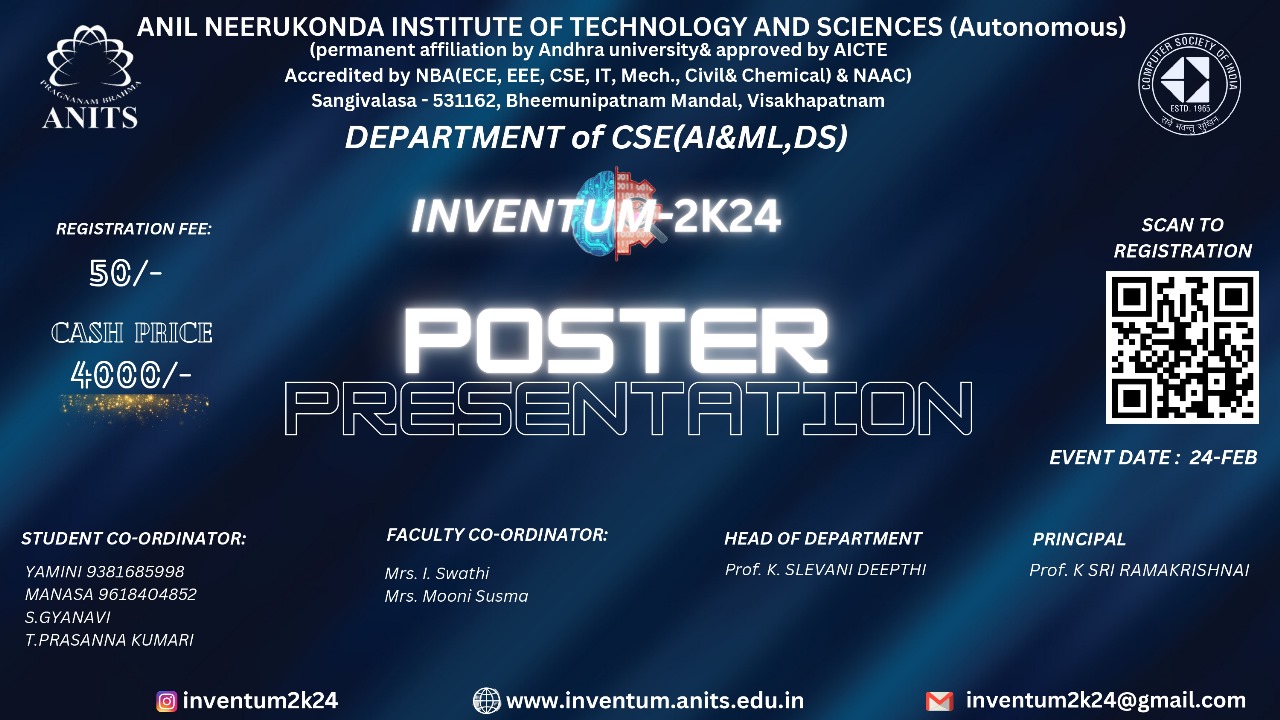 ANIL NEERUKONDA INSTITUTE OF TECHNOLOGY AND SCIENCES (Autonomous)
(permanent affiliation by Andhra university& approved by AICTE
Accredited by NBA(ECE, EEE, CSE, IT, Mech., Civil& Chemical) & NAAC)
Sangivalasa - 531162, Bheemunipatnam Mandal, Visakhapatnam
PRAGNANAM BRAHMA
ANITS
COMPUTER SOCIETY OF INDIA
ESTD. 1965
DEPARTMENT of CSE(AI&ML,DS)
INVENTUM-2K24
REGISTRATION FEE:
50/-
CASH PRICE
4000/-
POSTER
PRESENTATION
SCAN TO
REGISTRATION
EVENT DATE : 24-FEB
STUDENT CO-ORDINATOR:
YAMINI 9381685998
MANASA 9618404852
S.GYANAVI
T.PRASANNA KUMARI
FACULTY CO-ORDINATOR:
Mrs. I. Swathi
Mrs. Mooni Susma
HEAD OF DEPARTMENT
Prof. K. SLEVANI DEEPTHI
PRINCIPAL
Prof. K SRI RAMAKRISHNAI
inventum2k24
www.inventum.anits.edu.in
inventum2k24@gmail.com